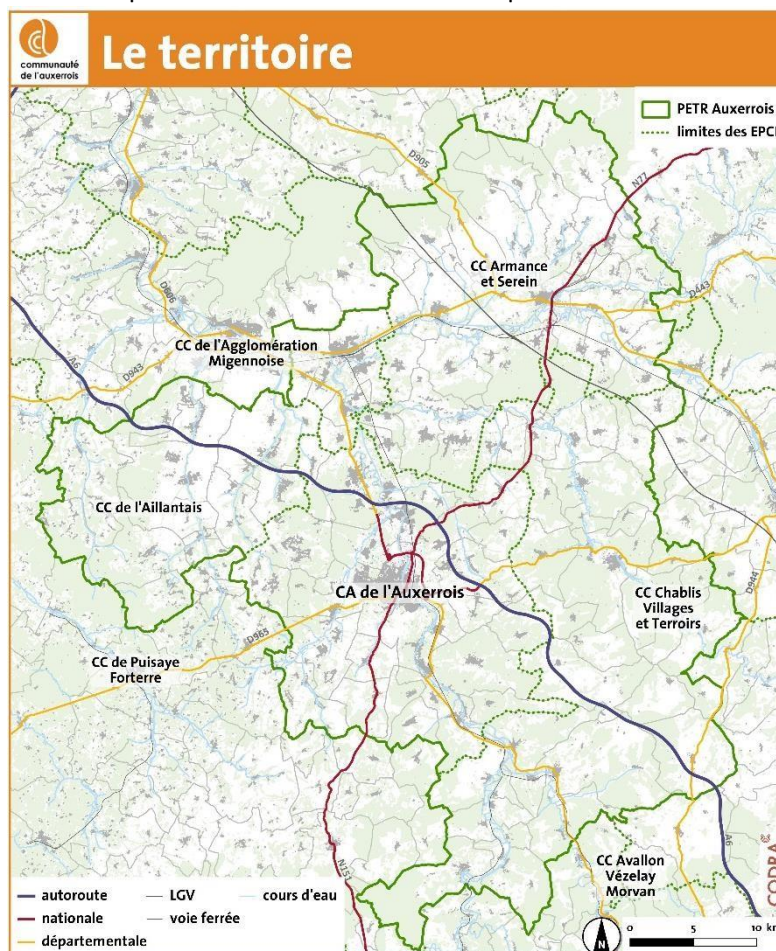 communauté
de l'auxerrois
Le territoire
PETR Auxerrois
limites des EPCI
D905
N77
CC Armance
et Serein
D443
D606
CC de l'Agglomération
Migennoise
A6
D943
CC de l'Aillantais
CA de l'Auxerrois
CC Chablis
Villages
et Terroirs
D944
D965
CC de Puisaye
Forterre
N151
CC Avallon
Vézelay
Morvan
A6
CODRA
autoroute
LGV
cours d'eau
nationale
voie ferrée
départementale
N
0 5 10 km